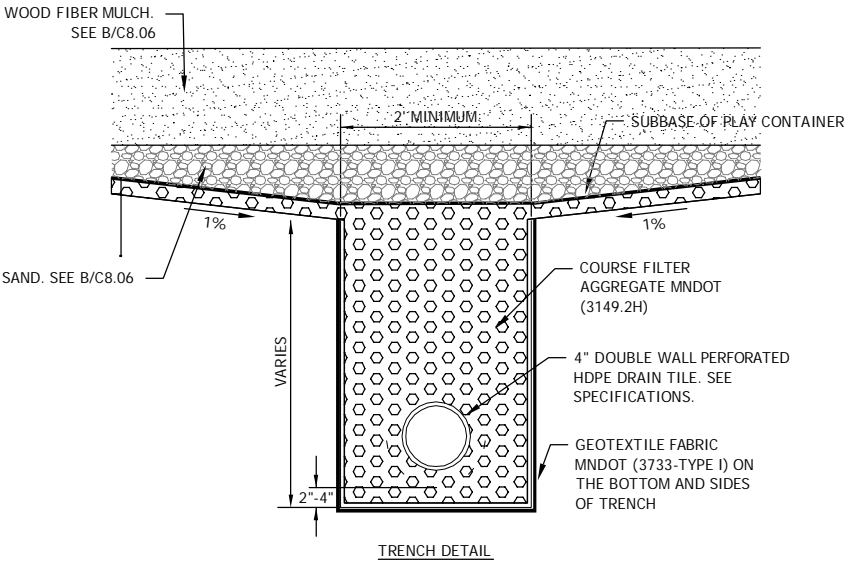 WOOD FIBER MULCH.
SEE B/C8.06
2' MINIMUM
SUBBASE OF PLAY CONTAINER
1%
1%
SAND. SEE B/C8.06
COURSE FILTER
AGGREGATE MNDOT
(3149.2H)
VARIES
4" DOUBLE WALL PERFORATED
HDPE DRAIN TILE. SEE
SPECIFICATIONS.
GEOTEXTILE FABRIC
MNDOT (3733-TYPE I) ON
THE BOTTOM AND SIDES
OF TRENCH
2"-4"
TRENCH DETAIL